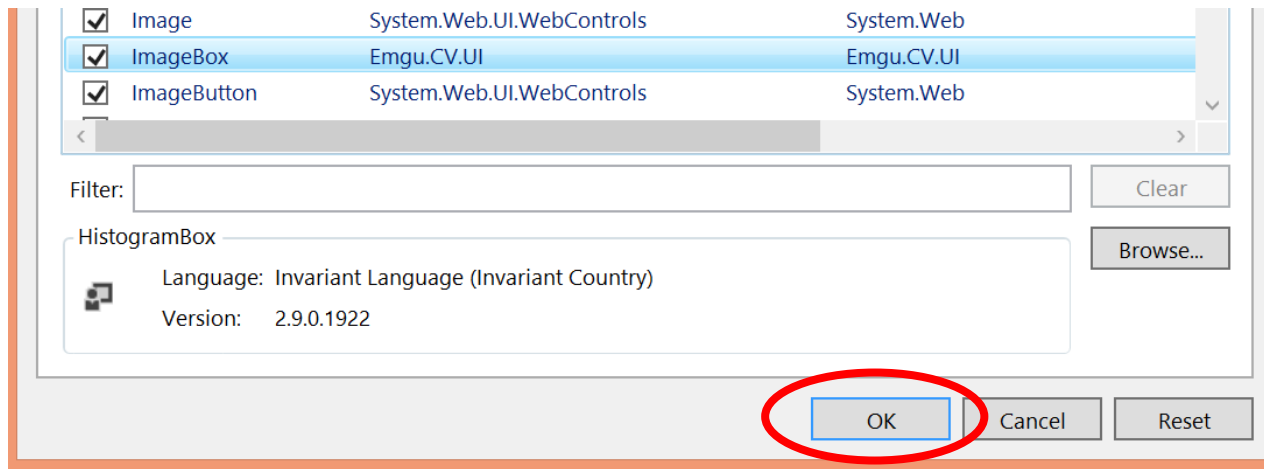 Image System.Web.UI.WebControls System.Web
ImageBox Emgu.CV.UI Emgu.CV.UI
ImageButton System.Web.UI.WebControls System.Web
Filter: Clear
HistogramBox
Browse...
Language: Invariant Language (Invariant Country)
Version: 2.9.0.1922
OK Cancel Reset